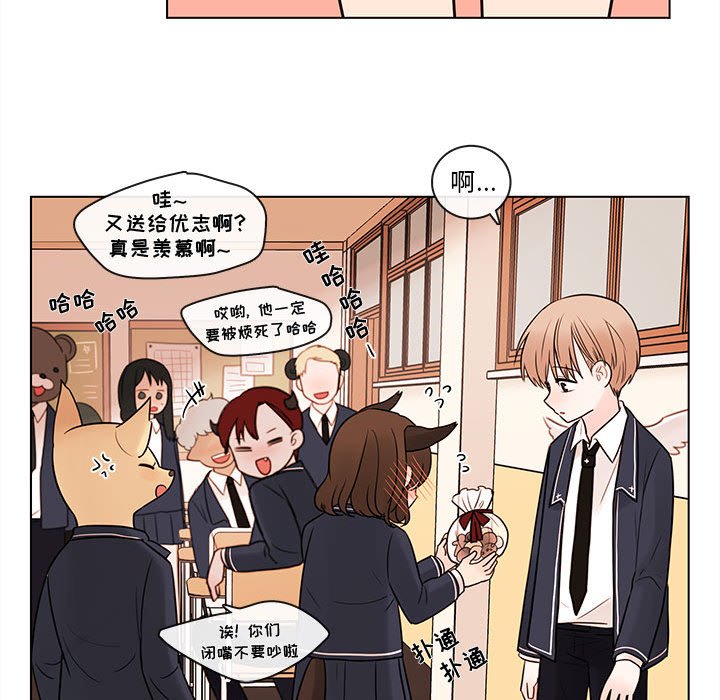 啊...
哇~
又送给优志啊?
真是羡慕啊~
哇
哈
哈
哈~
哈哈
哈哈
哎哟, 他一定
要被烦死了哈哈
诶! 你们
闭嘴不要吵啦
扑通
扑通